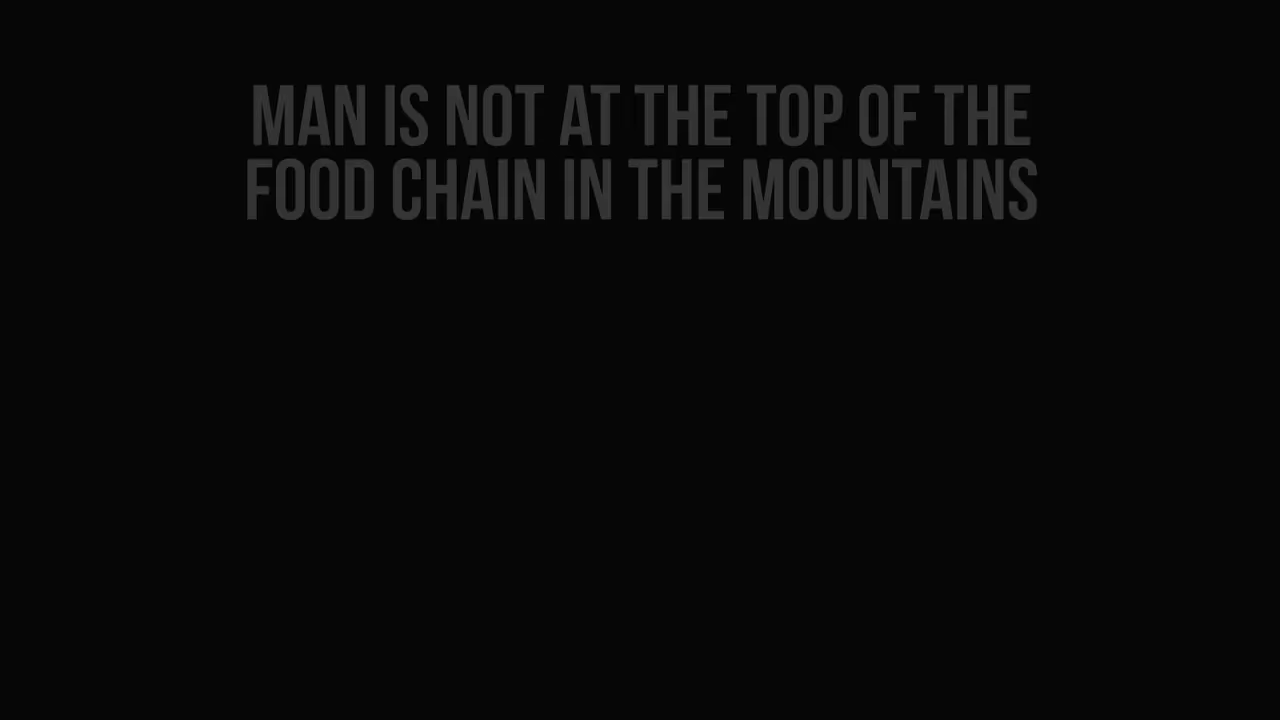 MAN IS NOT AT THE TOP OF THE
FOOD CHAIN IN THE MOUNTAINS